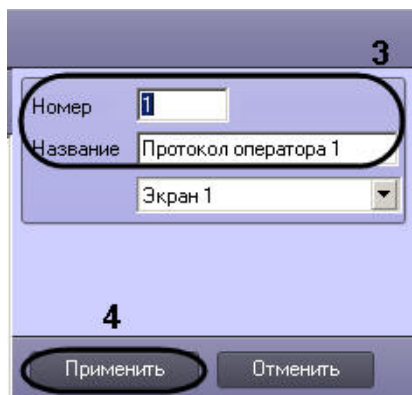 3
Номер 1
Название Протокол оператора 1
Экран 1
4
Применить Отменить